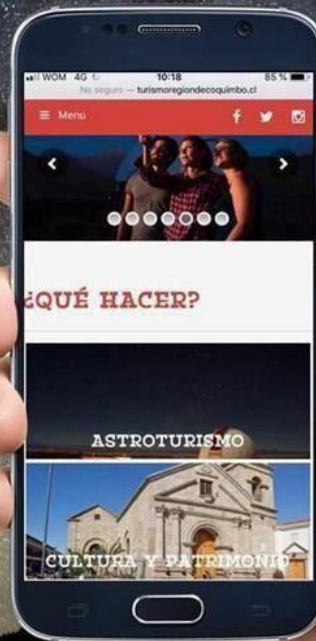 WOM 4G 10:18 85 %
No seguro — turismoregiondecoquimbo.cl
Menu
¿QUÉ HACER?
ASTROTURISMO
CULTURA Y PATRIMONIO